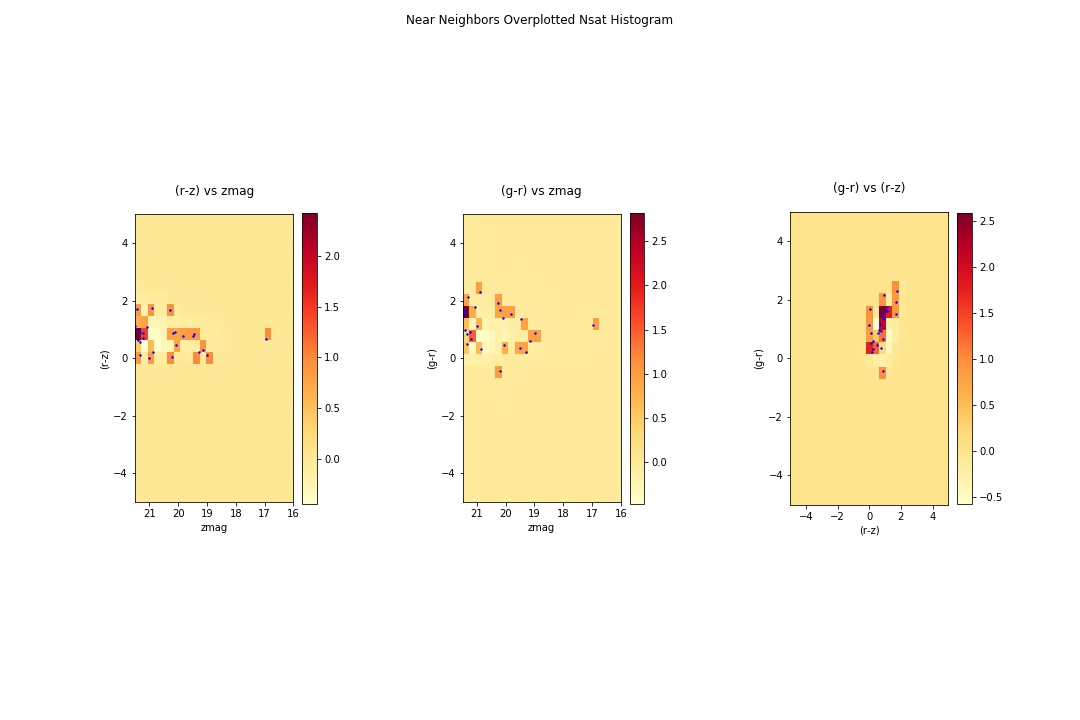 Near Neighbors Overplotted Nsat Histogram
(r-z) vs zmag
4
2
0
−2
−4
(r-z)
21 20 19 18 17 16
zmag
2.0
1.5
1.0
0.5
0.0
(g-r) vs zmag
4
2
0
−2
−4
(g-r)
21 20 19 18 17 16
zmag
2.5
2.0
1.5
1.0
0.5
0.0
(g-r) vs (r-z)
4
2
0
−2
−4
(g-r)
−4 −2 0 2 4
(r-z)
2.5
2.0
1.5
1.0
0.5
0.0
−0.5